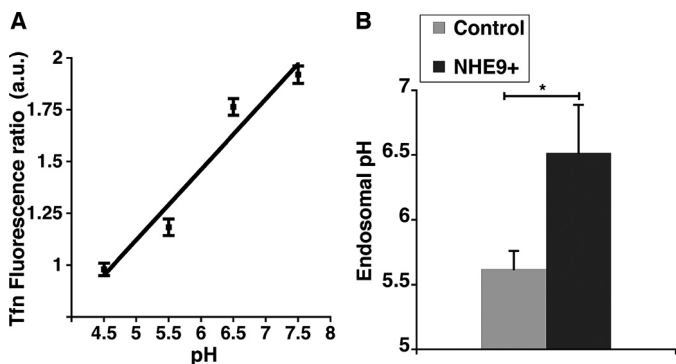 A
Tfn Fluorescence ratio (a.u.)
2
1.75
1.5
1.25
1
4.5 5 5.5 6 6.5 7 7.5 8
pH
B
Control
NHE9+
*
Endosomal pH
7
6.5
6
5.5
5